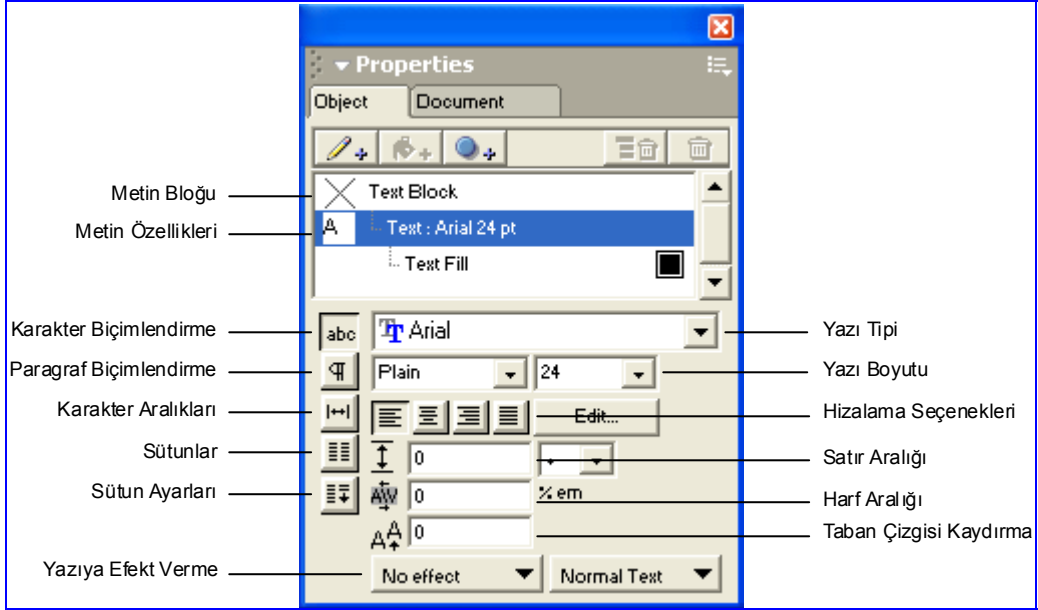 Properties
Object Document
Metin Bloğu Text Block
Metin Özellikleri A Text : Arial 24 pt
Text Fill
Karakter Biçimlendirme abc Arial Yazı Tipi
Paragraf Biçimlendirme ¶ Plain 24 Yazı Boyutu
Karakter Aralıkları Edit... Hizalama Seçenekleri
Sütunlar 0 + Satır Aralığı
Sütun Ayarları AW 0 % em Harf Aralığı
AA 0 Taban Çizgisi Kaydırma
Yazıya Efekt Verme No effect Normal Text